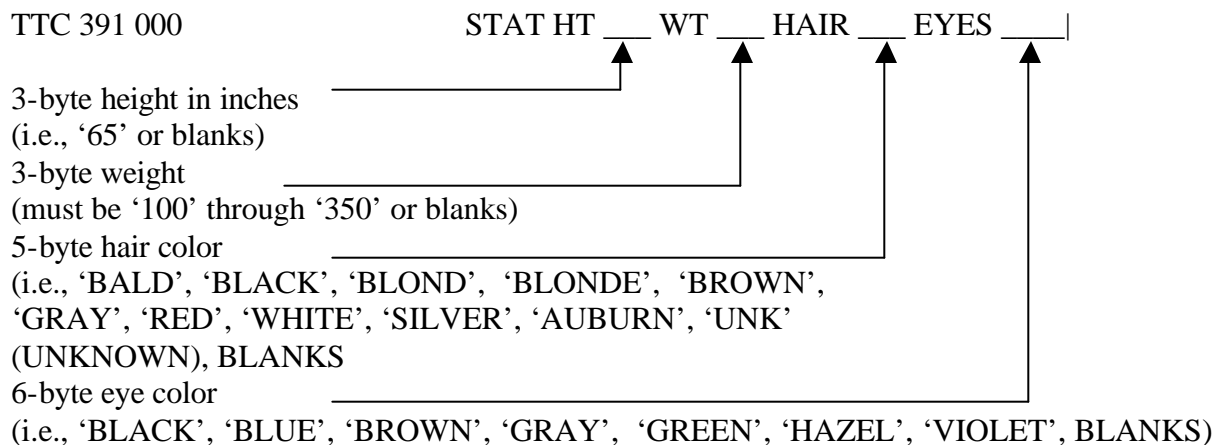 TTC 391 000 STAT HT ___ WT ___ HAIR ___ EYES ____|
3-byte height in inches
(i.e., ‘65’ or blanks)
3-byte weight
(must be ‘100’ through ‘350’ or blanks)
5-byte hair color
(i.e., ‘BALD’, ‘BLACK’, ‘BLOND’, ‘BLONDE’, ‘BROWN’,
‘GRAY’, ‘RED’, ‘WHITE’, ‘SILVER’, ‘AUBURN’, ‘UNK’
(UNKNOWN), BLANKS
6-byte eye color
(i.e., ‘BLACK’, ‘BLUE’, ‘BROWN’, ‘GRAY’, ‘GREEN’, ‘HAZEL’, ‘VIOLET’, BLANKS)